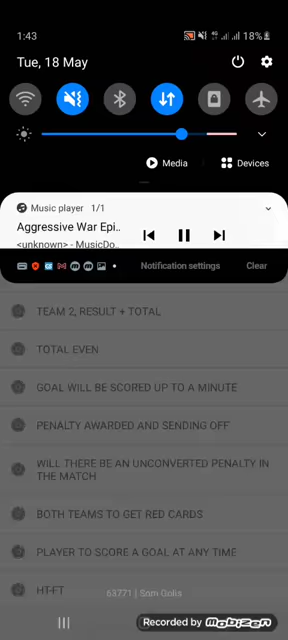 1:43
18%
Tue, 18 May
Media
Devices
Music player 1/1
Aggressive War Epi..
<unknown> - MusicDo..
Notification settings
Clear
TEAM 2, RESULT + TOTAL
TOTAL EVEN
GOAL WILL BE SCORED UP TO A MINUTE
PENALTY AWARDED AND SENDING OFF
WILL THERE BE AN UNCONVERTED PENALTY IN
THE MATCH
BOTH TEAMS TO GET RED CARDS
PLAYER TO SCORE A GOAL AT ANY TIME
HT-FT
63771 | Som Golis
Recorded by Mobizen